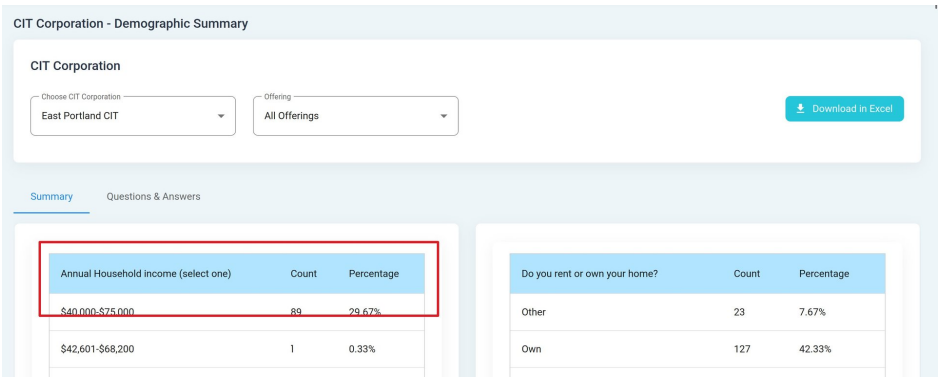 CIT Corporation - Demographic Summary
CIT Corporation
Choose CIT Corporation
East Portland CIT
Offering
All Offerings
Download in Excel
Summary Questions & Answers
Annual Household income (select one) Count Percentage
$40,000-$75,000 89 29.67%
$42,601-$68,200 1 0.33%
Do you rent or own your home? Count Percentage
Other 23 7.67%
Own 127 42.33%